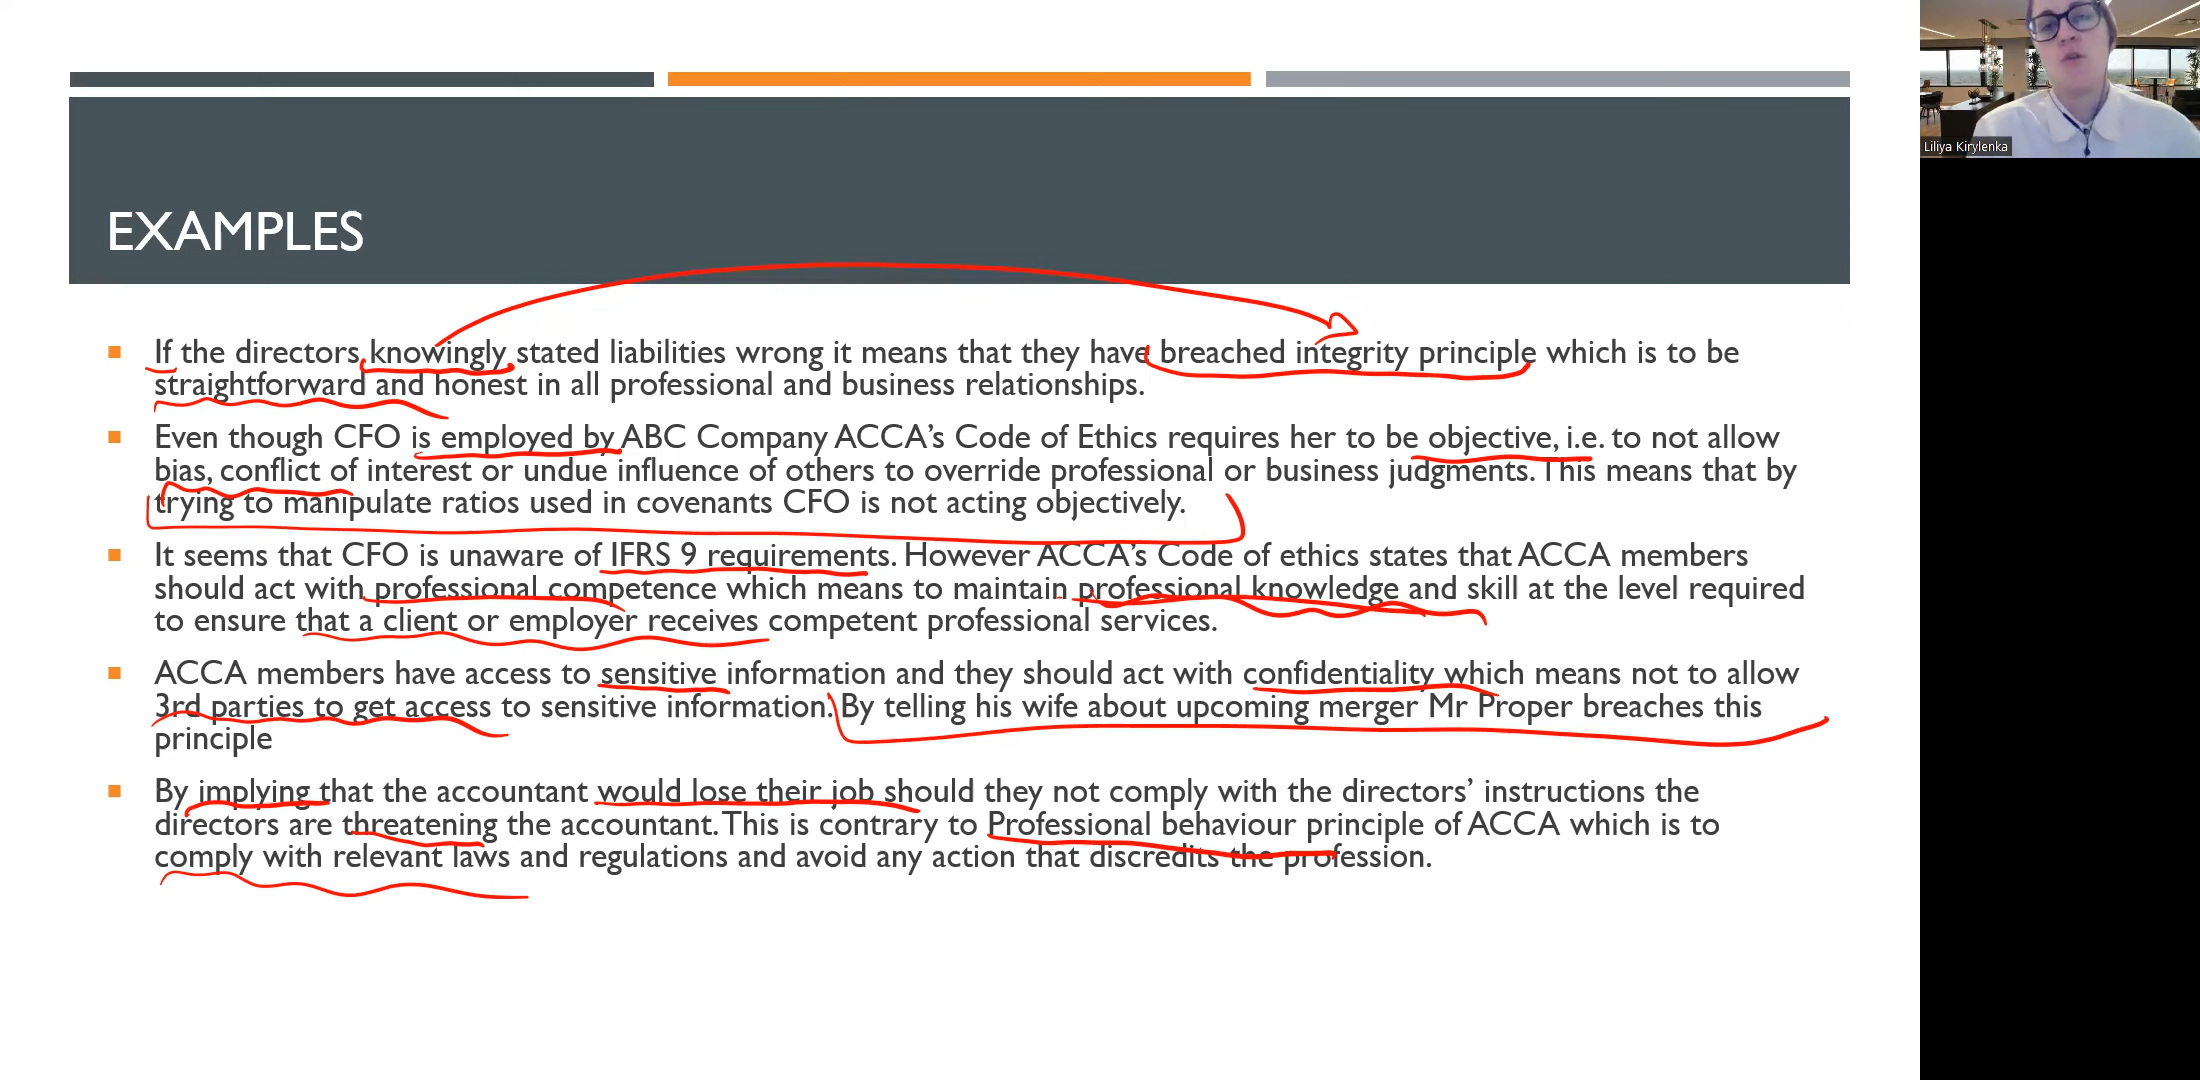 Liliya Kirylenka
EXAMPLES
If the directors knowingly stated liabilities wrong it means that they have breached integrity principle which is to be
straightforward and honest in all professional and business relationships.
Even though CFO is employed by ABC Company ACCA's Code of Ethics requires her to be objective, i.e. to not allow
bias, conflict of interest or undue influence of others to override professional or business judgments. This means that by
trying to manipulate ratios used in covenants CFO is not acting objectively.
It seems that CFO is unaware of IFRS 9 requirements. However ACCA's Code of ethics states that ACCA members
should act with professional competence which means to maintain professional knowledge and skill at the level required
to ensure that a client or employer receives competent professional services.
ACCA members have access to sensitive information and they should act with confidentiality which means not to allow
3rd parties to get access to sensitive information. By telling his wife about upcoming merger Mr Proper breaches this
principle
By implying that the accountant would lose their job should they not comply with the directors' instructions the
directors are threatening the accountant. This is contrary to Professional behaviour principle of ACCA which is to
comply with relevant laws and regulations and avoid any action that discredits the profession.